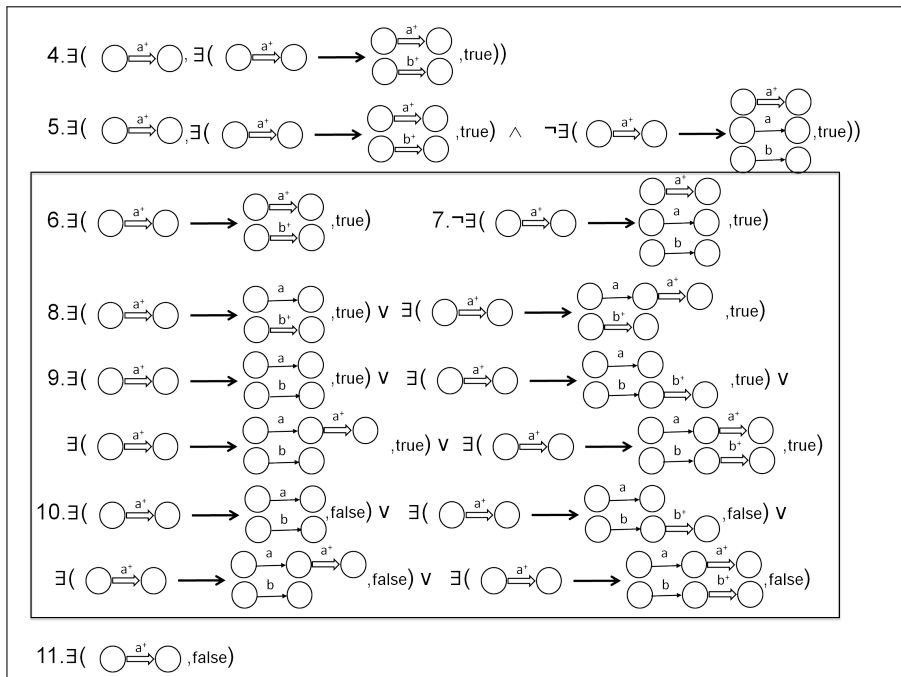 4.∃( a⁺ , ∃( a⁺ a⁺ b⁺ ,true))
5.∃( a⁺ ,∃( a⁺ a⁺ b⁺ ,true) ∧ ¬∃( a⁺ a⁺ a b ,true))
6.∃( a⁺ a⁺ b⁺ ,true) 7.¬∃( a⁺ a⁺ a b ,true)
8.∃( a⁺ a b⁺ ,true) ∨ ∃( a⁺ a a⁺ b⁺ ,true)
9.∃( a⁺ a b ,true) ∨ ∃( a⁺ a b b⁺ ,true) ∨
∃( a⁺ a a⁺ b ,true) ∨ ∃( a⁺ a a⁺ b b⁺ ,true)
10.∃( a⁺ a b ,false) ∨ ∃( a⁺ a b b⁺ ,false) ∨
∃( a⁺ a a⁺ b ,false) ∨ ∃( a⁺ a a⁺ b b⁺ ,false)
11.∃( a⁺ ,false)